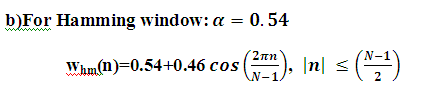 b)For Hamming window: α = 0.54
Whm(n)=0.54+0.46 cos(2πn/N−1), |n| ≤ (N−1/2)